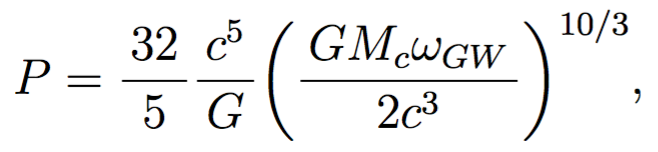 P = \frac{32}{5} \frac{c^5}{G} \left( \frac{G M_c \omega_{GW}}{2c^3} \right)^{10/3},